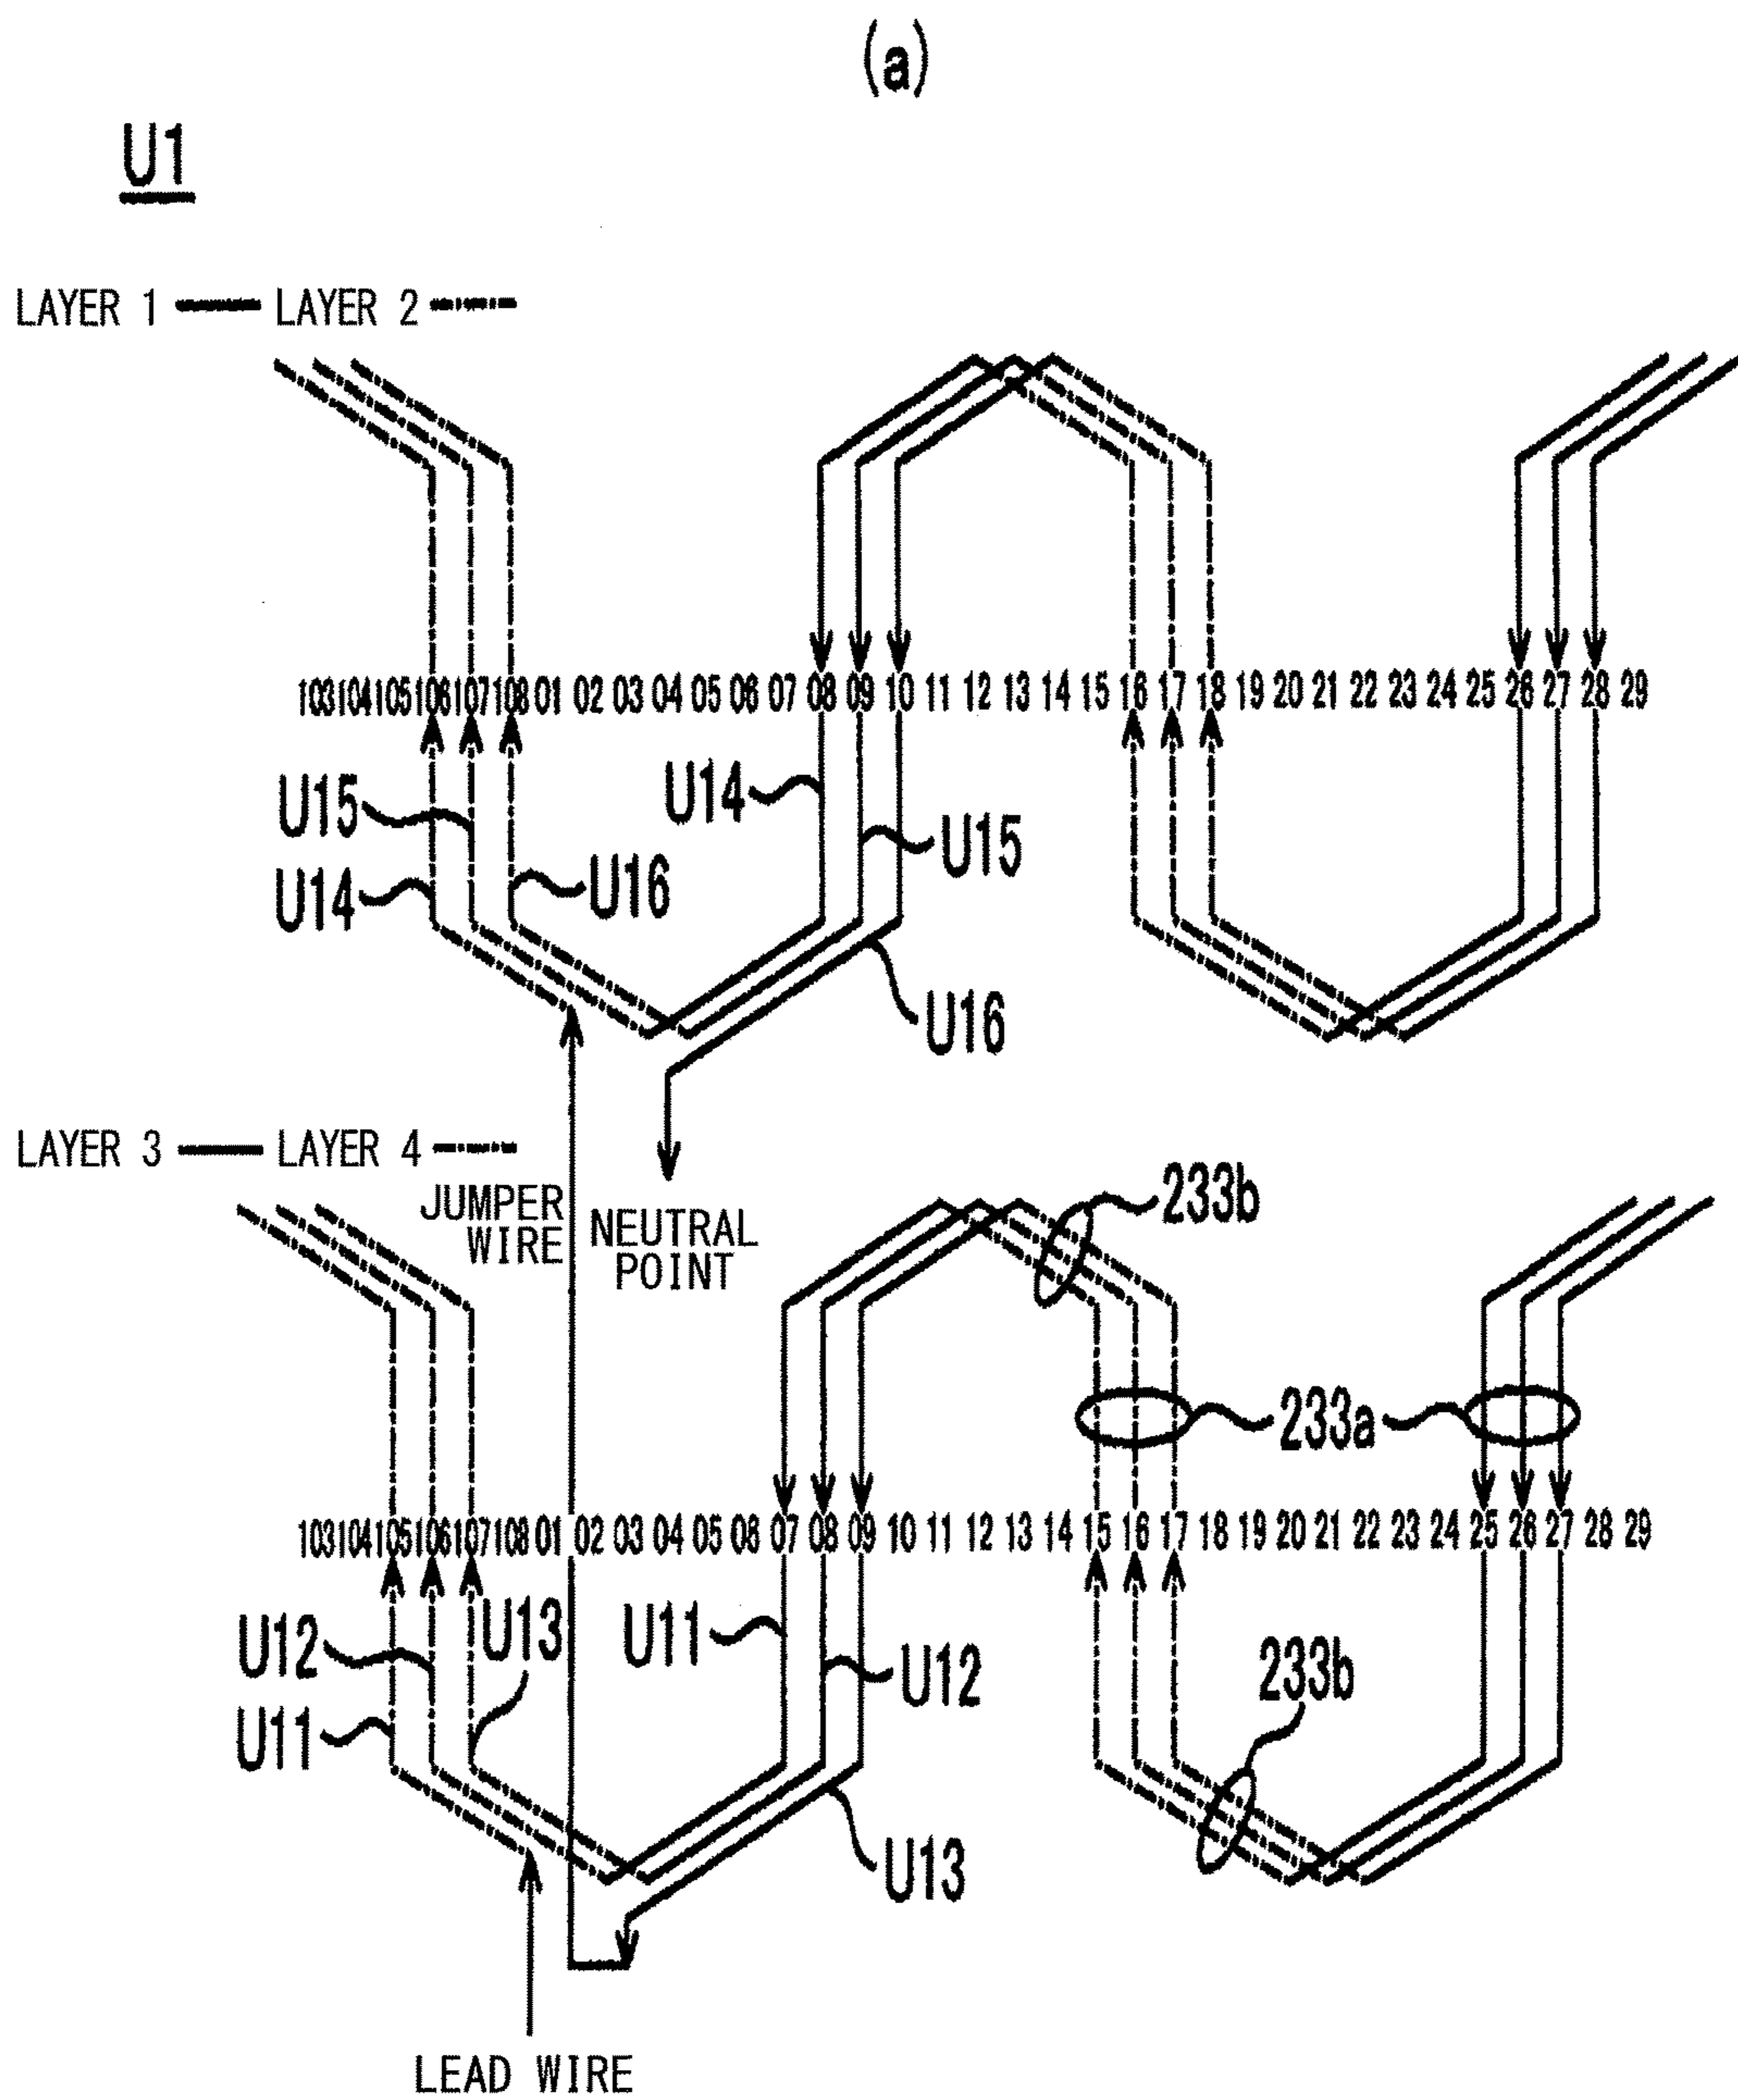 (a)
U1
LAYER 1 LAYER 2
103 104 105 106 107 108 01 02 03 04 05 06 07 08 09 10 11 12 13 14 15 16 17 18 19 20 21 22 23 24 25 26 27 28 29
U15
U14
U14
U15
U16
U16
LAYER 3 LAYER 4
JUMPER
WIRE
NEUTRAL
POINT
233b
233a
103 104 105 106 107 108 01 02 03 04 05 06 07 08 09 10 11 12 13 14 15 16 17 18 19 20 21 22 23 24 25 26 27 28 29
U12
U13
U11
U12
U11
233b
U13
LEAD WIRE